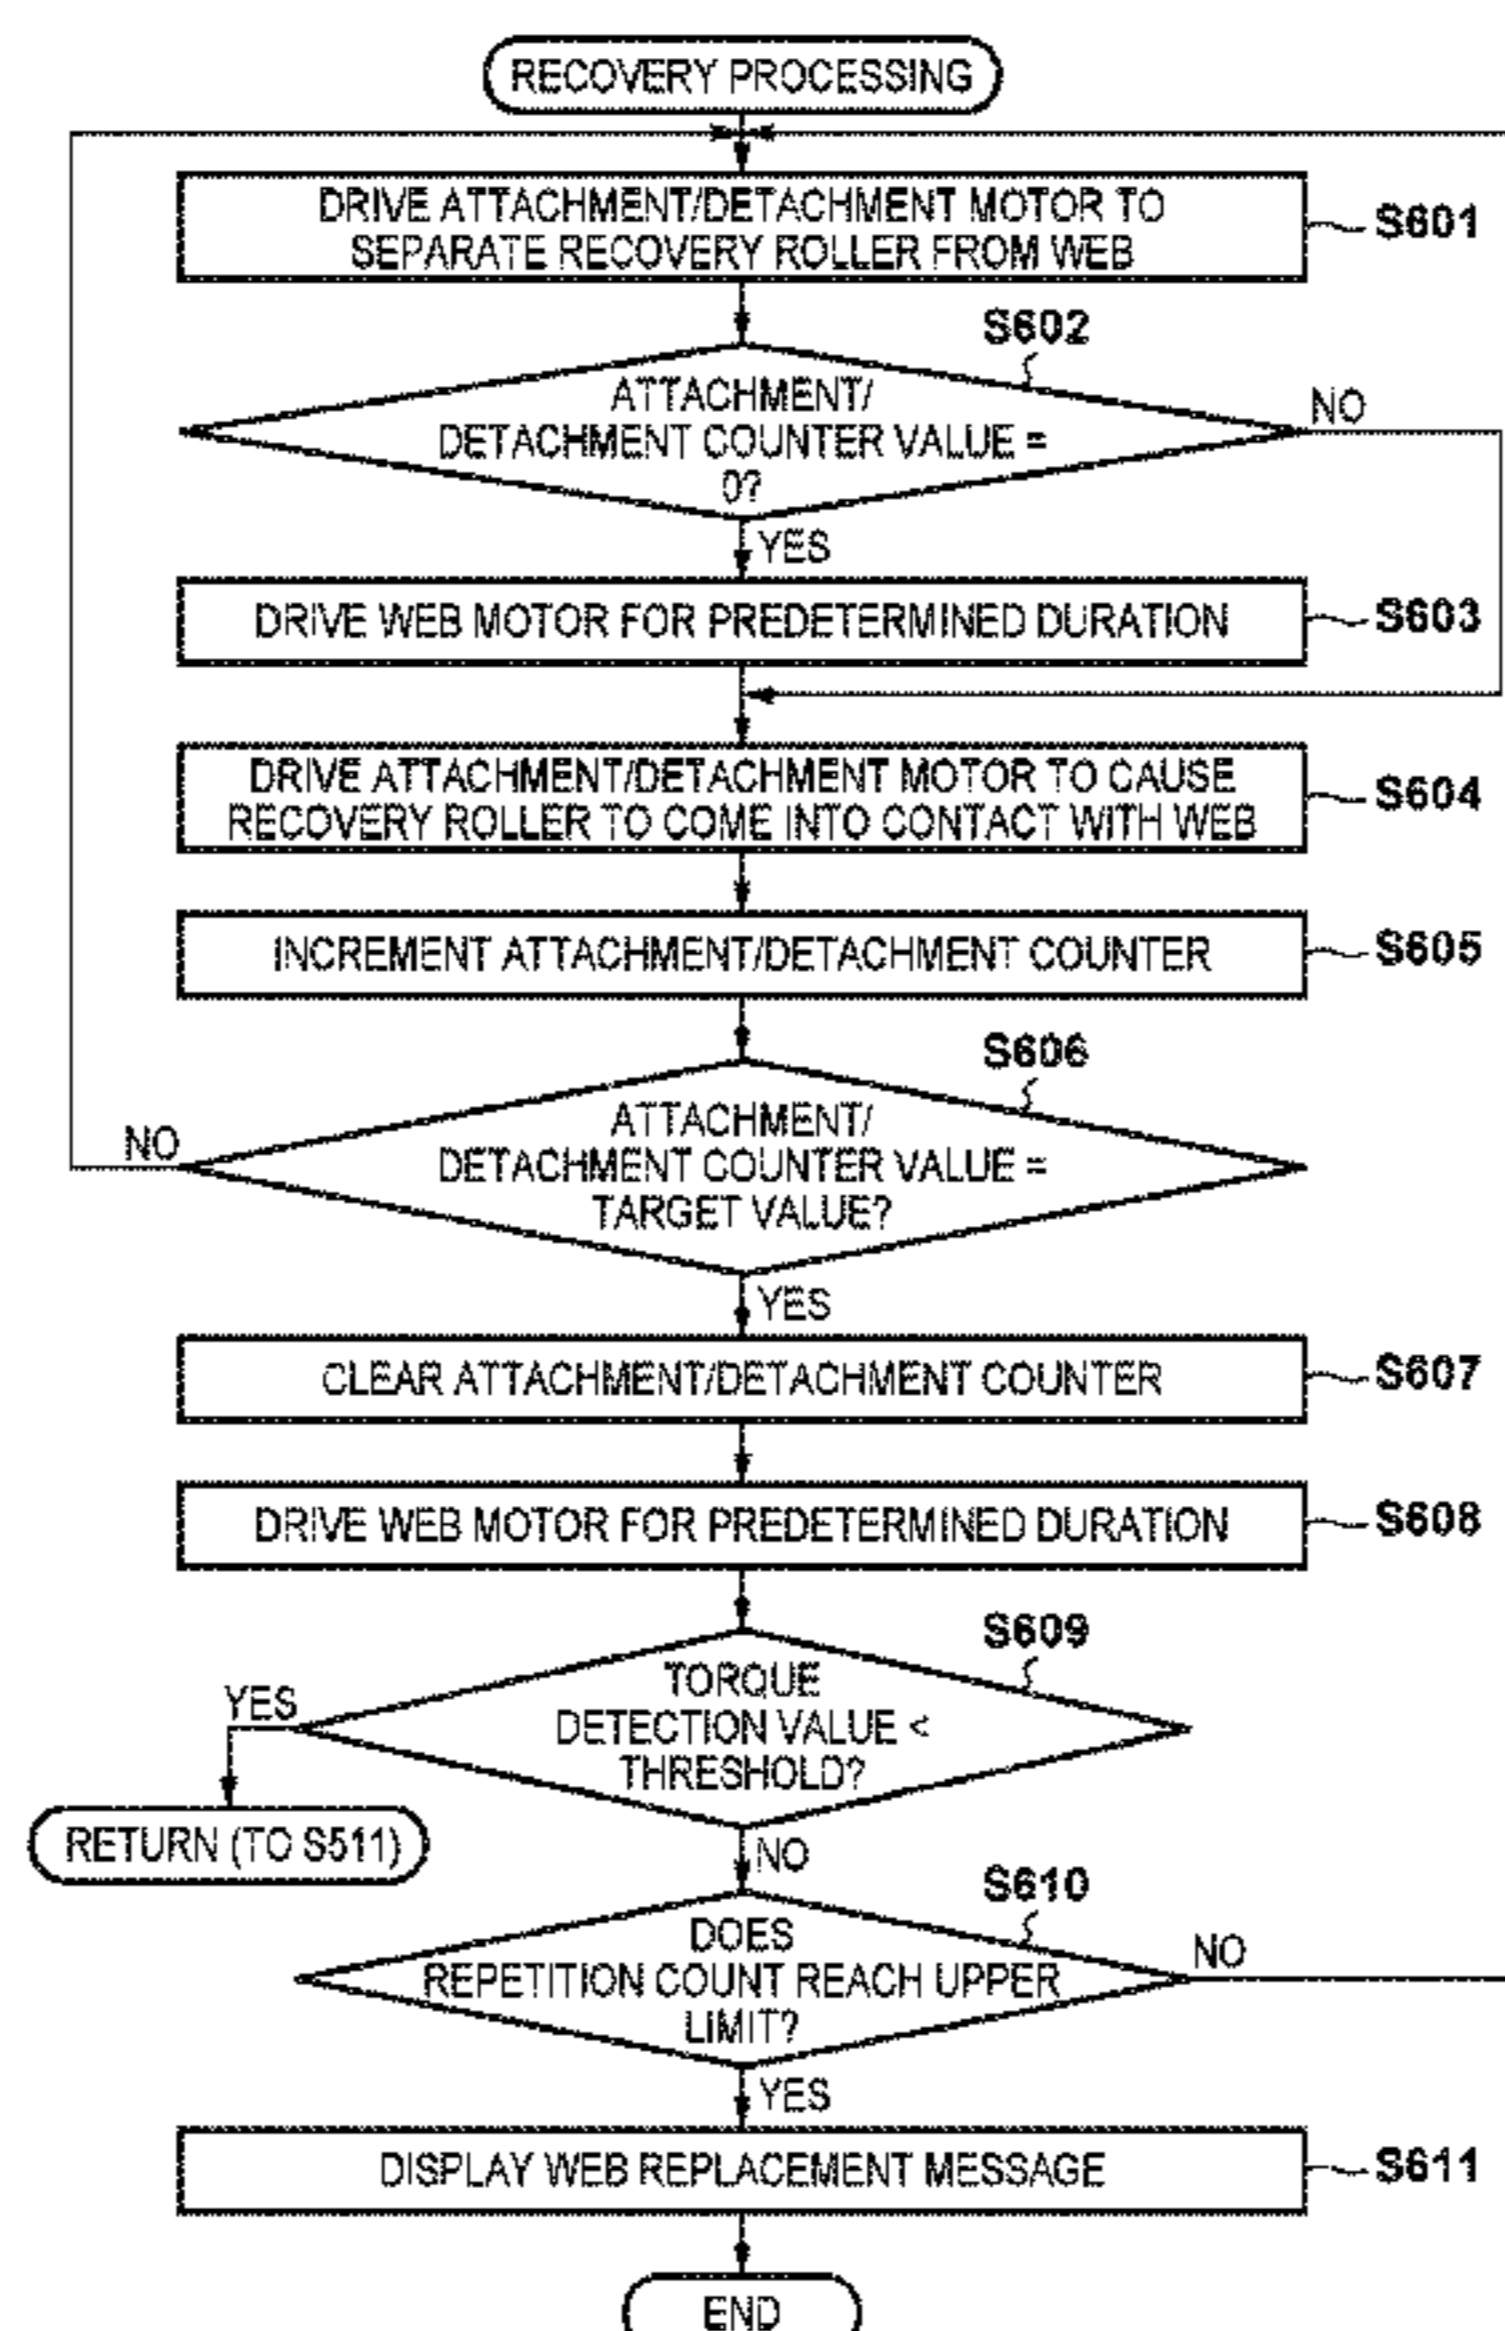 RECOVERY PROCESSING
DRIVE ATTACHMENT/DETACHMENT MOTOR TO
SEPARATE RECOVERY ROLLER FROM WEB
S601
S602
ATTACHMENT/
DETACHMENT COUNTER VALUE =
0?
NO
YES
DRIVE WEB MOTOR FOR PREDETERMINED DURATION
S603
DRIVE ATTACHMENT/DETACHMENT MOTOR TO CAUSE
RECOVERY ROLLER TO COME INTO CONTACT WITH WEB
S604
INCREMENT ATTACHMENT/DETACHMENT COUNTER
S605
S606
ATTACHMENT/
DETACHMENT COUNTER VALUE =
TARGET VALUE?
NO
YES
CLEAR ATTACHMENT/DETACHMENT COUNTER
S607
DRIVE WEB MOTOR FOR PREDETERMINED DURATION
S608
S609
TORQUE
DETECTION VALUE <
THRESHOLD?
YES
RETURN (TO S511)
NO
S610
DOES
REPETITION COUNT REACH UPPER
LIMIT?
NO
YES
DISPLAY WEB REPLACEMENT MESSAGE
S611
END